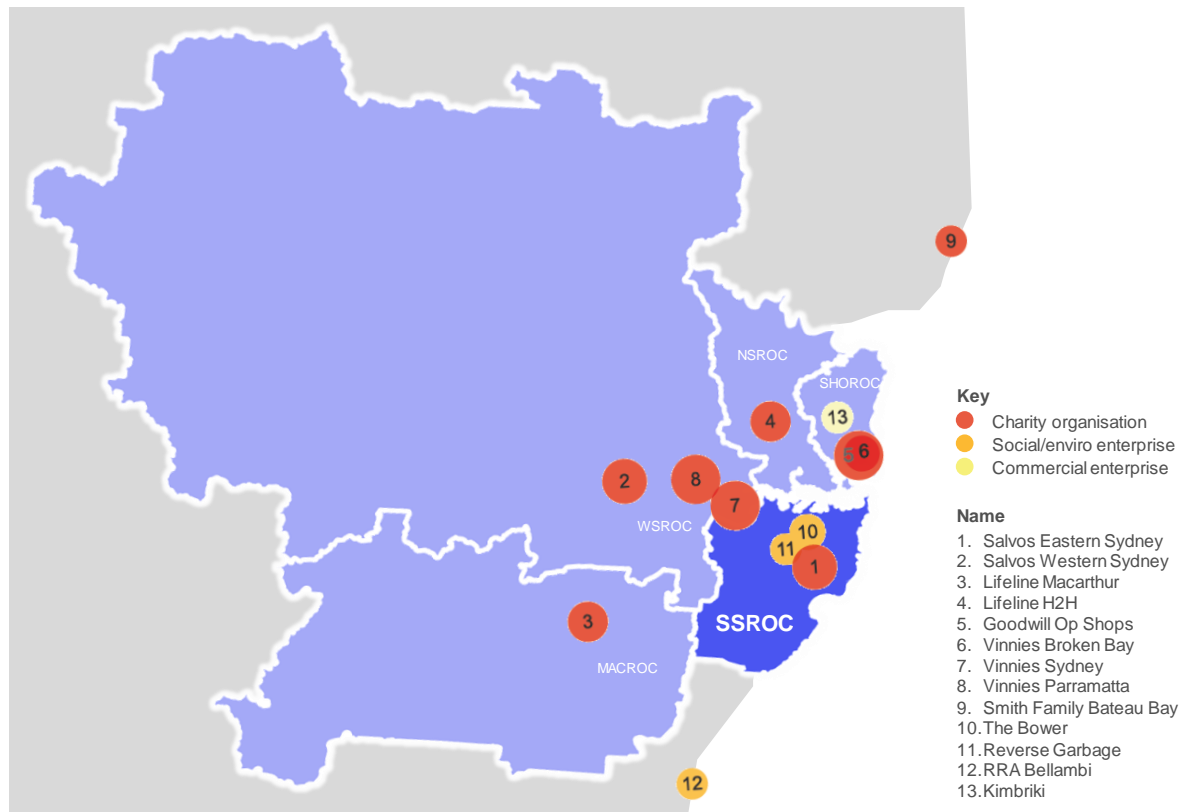 9
NSROC
SHOROC
13
4
5
6
2
8
7
WSROC
10
11
1
3
SSROC
MACROC
12
Key
Charity organisation
Social/enviro enterprise
Commercial enterprise
Name
1. Salvos Eastern Sydney
2. Salvos Western Sydney
3. Lifeline Macarthur
4. Lifeline H2H
5. Goodwill Op Shops
6. Vinnies Broken Bay
7. Vinnies Sydney
8. Vinnies Parramatta
9. Smith Family Bateau Bay
10.The Bower
11.Reverse Garbage
12.RRA Bellambi
13.Kimbriki